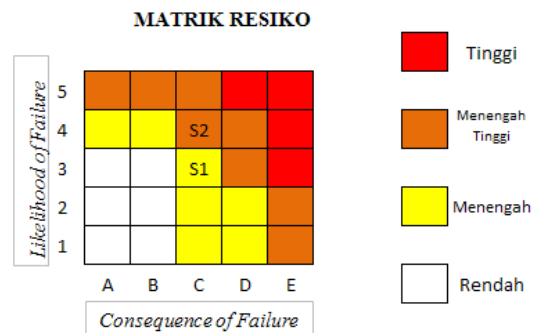 MATRIK RESIKO
Likelihood of Failure
5
4 S2
3 S1
2
1
A B C D E
Consequence of Failure
Tinggi
Menengah
Tinggi
Menengah
Rendah